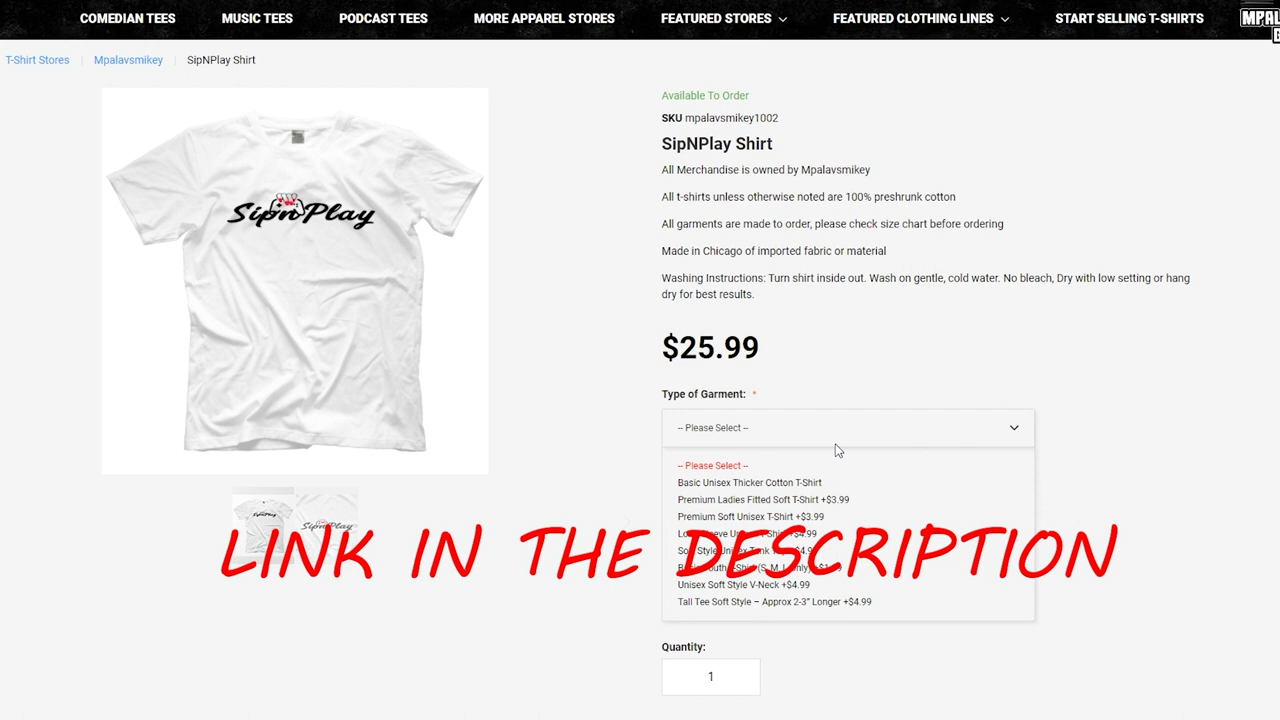 COMEDIAN TEES MUSIC TEES PODCAST TEES MORE APPAREL STORES FEATURED STORES FEATURED CLOTHING LINES START SELLING T-SHIRTS
T-Shirt Stores Mpalavsmikey SipNPlay Shirt
SipnPlay
Available To Order
SKU mpalavsmikey1002
SipNPlay Shirt
All Merchandise is owned by Mpalavsmikey
All t-shirts unless otherwise noted are 100% preshrunk cotton
All garments are made to order, please check size chart before ordering
Made in Chicago of imported fabric or material
Washing Instructions: Turn shirt inside out. Wash on gentle, cold water. No bleach, Dry with low setting or hang
dry for best results.
$25.99
Type of Garment: *
-- Please Select --
-- Please Select --
Basic Unisex Thicker Cotton T-Shirt
Premium Ladies Fitted Soft T-Shirt +$3.99
Premium Soft Unisex T-Shirt +$3.99
LINK IN THE DESCRIPTION
Unisex Soft Style V-Neck +$4.99
Tall Tee Soft Style – Approx 2-3" Longer +$4.99
Quantity:
1